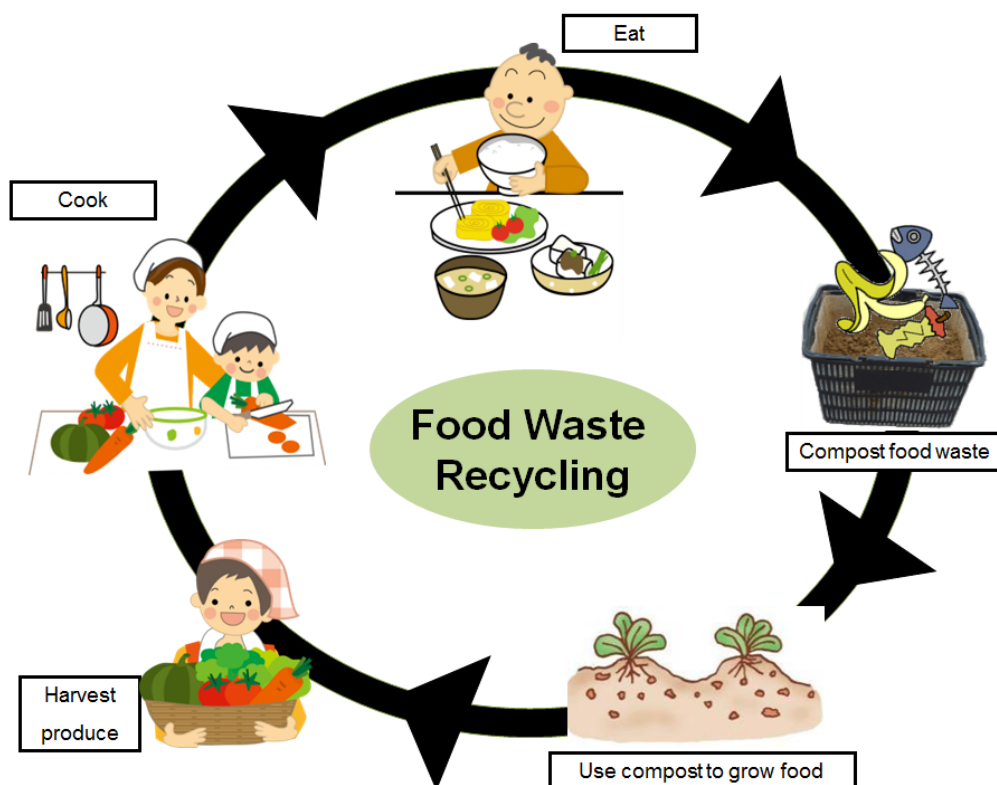 Eat
Cook
Food Waste
Recycling
Compost food waste
Harvest
produce
Use compost to grow food